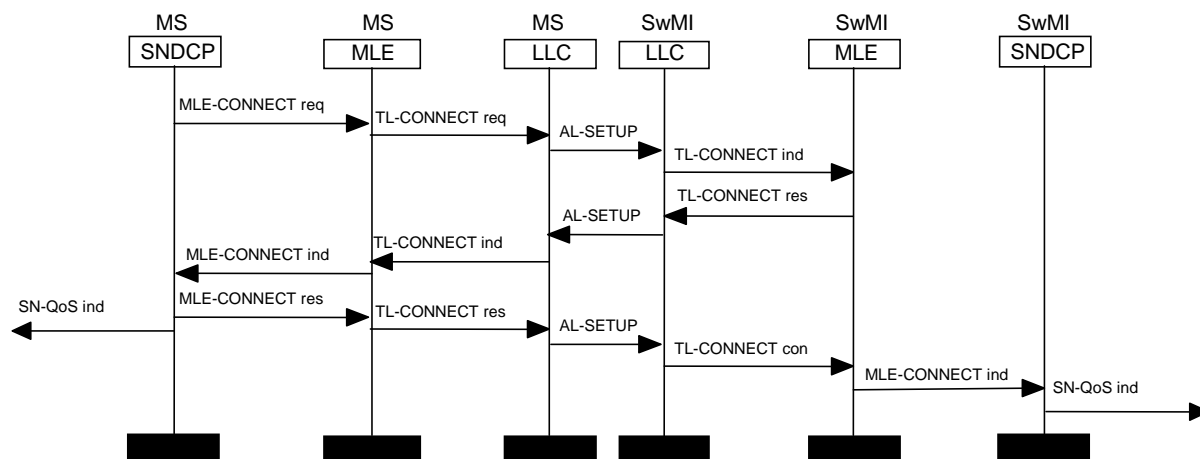 MS MS MS SwMI SwMI SwMI
SNDCP MLE LLC LLC MLE SNDCP
MLE-CONNECT req
TL-CONNECT req
AL-SETUP
TL-CONNECT ind
TL-CONNECT res
AL-SETUP
TL-CONNECT ind
MLE-CONNECT ind
MLE-CONNECT res
SN-QoS ind
TL-CONNECT res
AL-SETUP
TL-CONNECT con
MLE-CONNECT ind
SN-QoS ind